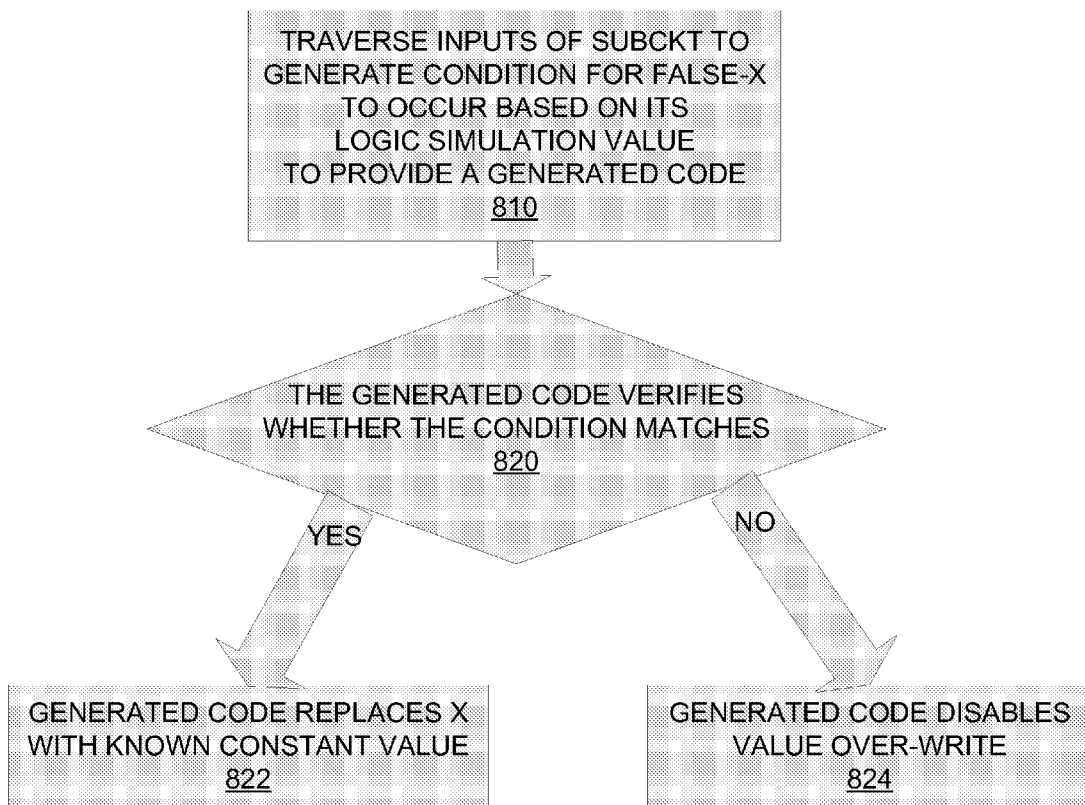 TRAVERSE INPUTS OF SUBCKT TO
GENERATE CONDITION FOR FALSE-X
TO OCCUR BASED ON ITS
LOGIC SIMULATION VALUE
TO PROVIDE A GENERATED CODE
810
THE GENERATED CODE VERIFIES
WHETHER THE CONDITION MATCHES
820
YES
NO
GENERATED CODE REPLACES X
WITH KNOWN CONSTANT VALUE
822
GENERATED CODE DISABLES
VALUE OVER-WRITE
824